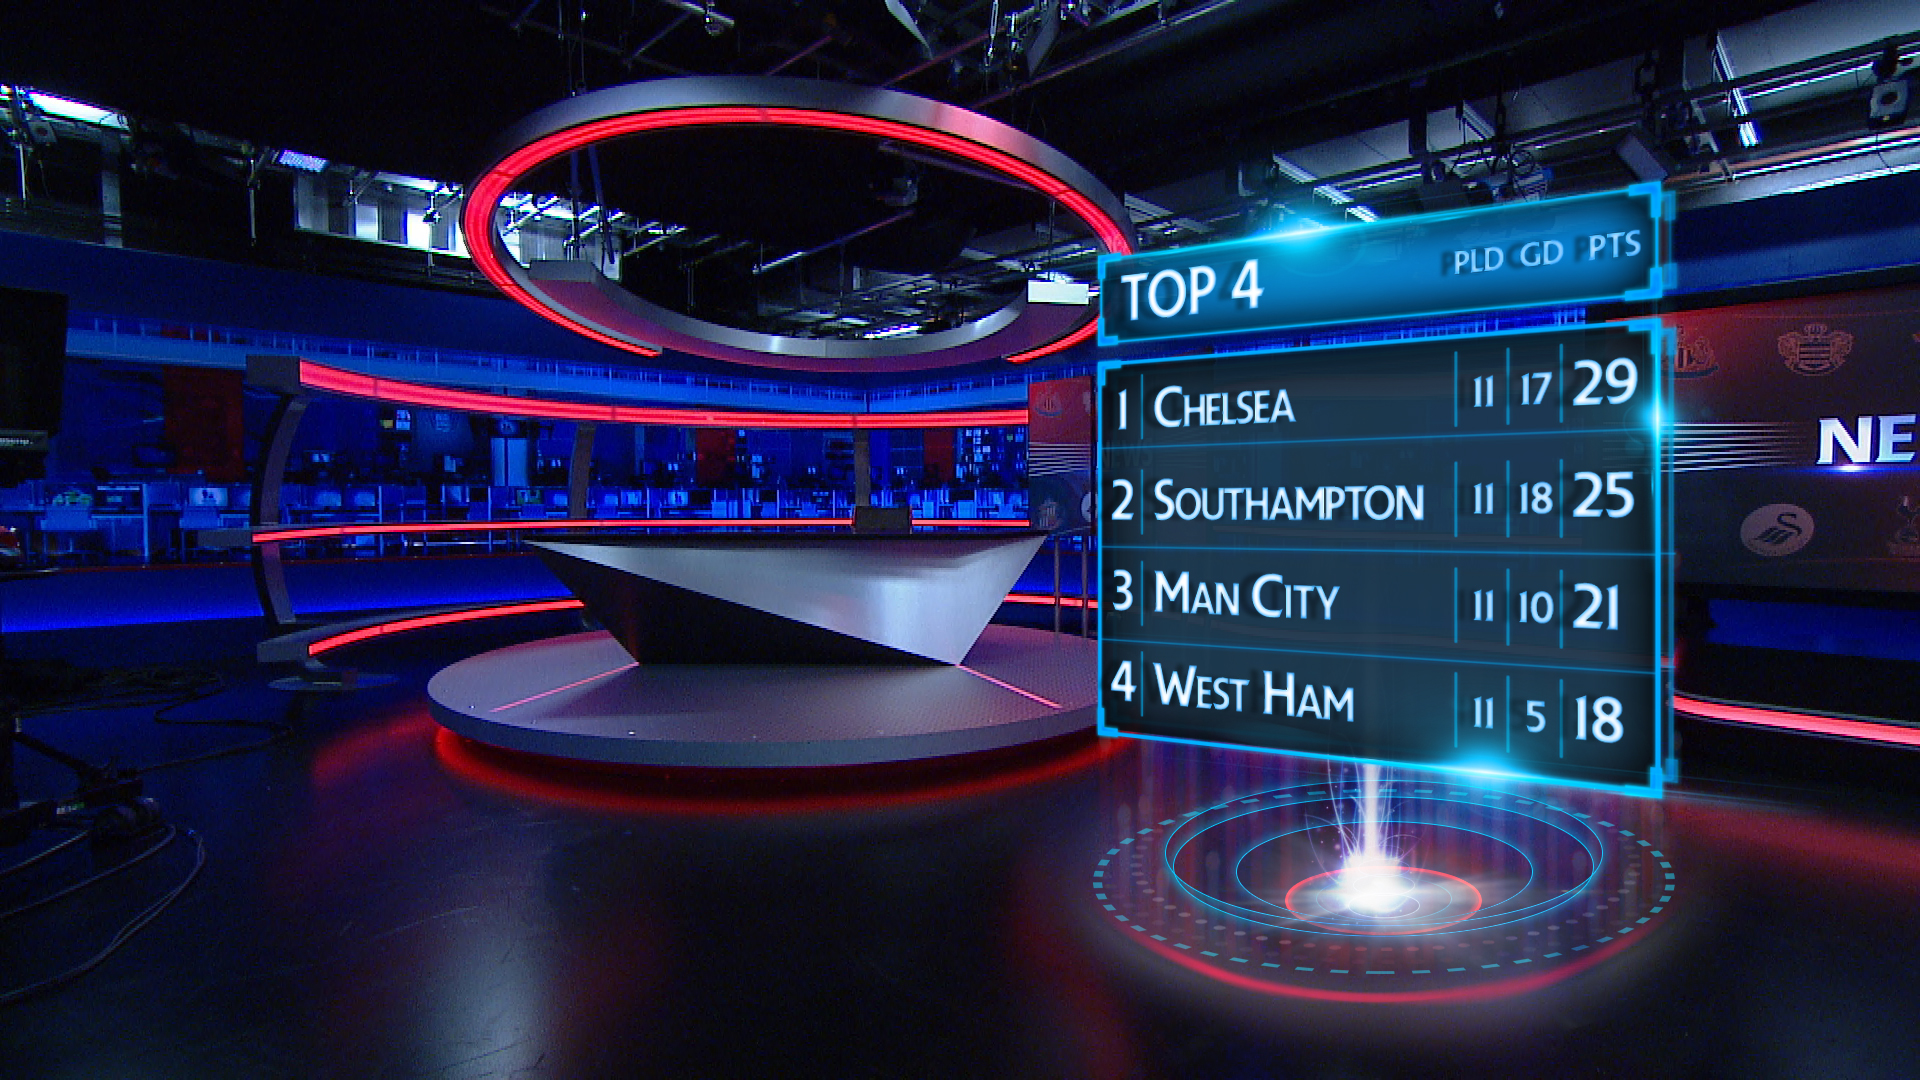 TOP 4 PLD GD PTS
1 CHELSEA 11 17 29
2 SOUTHAMPTON 11 18 25
3 MAN CITY 11 10 21
4 WEST HAM 11 5 18
NE